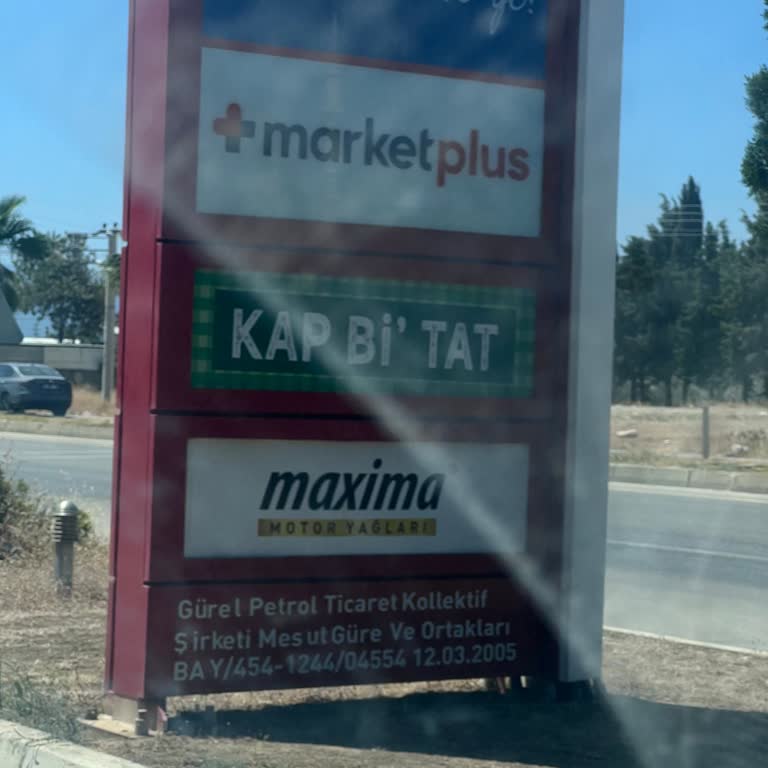 go!
marketplus
KAP Bi' TAT
maxima
MOTOR YAĞLARI
Gürel Petrol Ticaret Kollektif
Şirketi Mesut Güre Ve Ortakları
BAY/454-1244/04554 12.03.2005